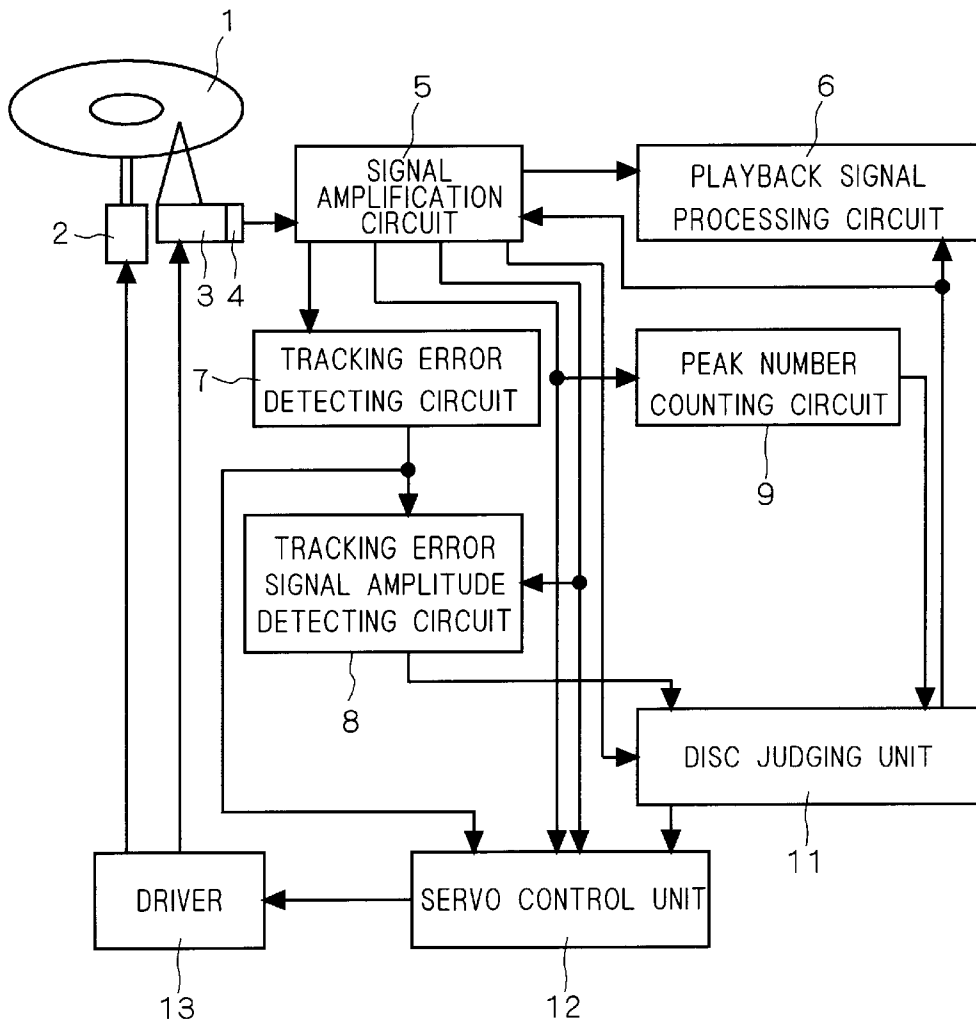 1
5
6
SIGNAL
AMPLIFICATION
CIRCUIT
PLAYBACK SIGNAL
PROCESSING CIRCUIT
2
3
4
7
TRACKING ERROR
DETECTING CIRCUIT
PEAK NUMBER
COUNTING CIRCUIT
9
TRACKING ERROR
SIGNAL AMPLITUDE
DETECTING CIRCUIT
8
DISC JUDGING UNIT
11
DRIVER
SERVO CONTROL UNIT
13
12